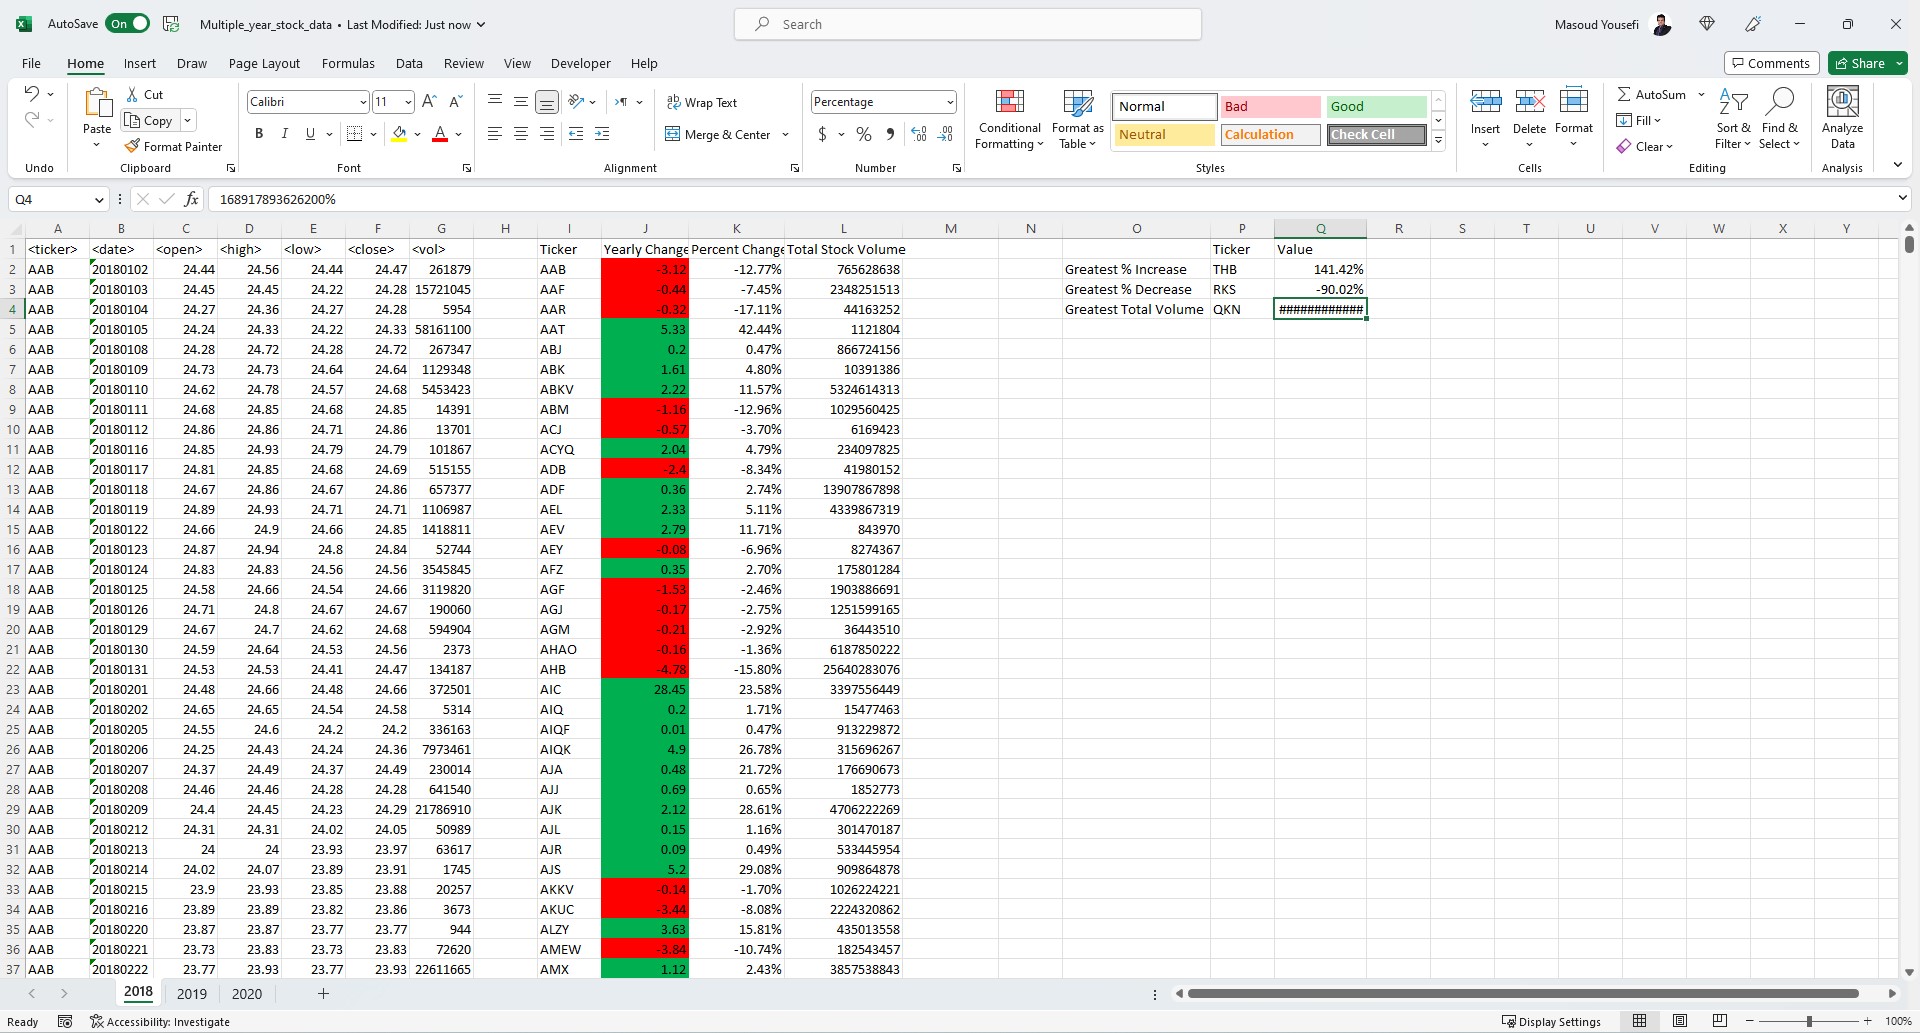 AutoSave On Multiple_year_stock_data • Last Modified: Just now Search Masoud Yousefi
File Home Insert Draw Page Layout Formulas Data Review View Developer Help Comments Share
Paste Cut Calibri 11 Wrap Text Percentage Conditional Formatting Format as Table Normal Bad Good Insert Delete Format AutoSum Sort & Filter Find & Select Analyze Data
Copy B I U Merge & Center $ % Neutral Calculation Check Cell Fill
Format Painter Clear
Undo Clipboard Font Alignment Number Styles Cells Editing Analysis
Q4 fx 168917893626200%
A B C D E F G H I J K L M N O P Q R S T U V W X Y
1 <ticker> <date> <open> <high> <low> <close> <vol> Ticker Yearly Change Percent Change Total Stock Volume Ticker Value
2 AAB 20180102 24.44 24.56 24.44 24.47 261879 AAB -3.12 -12.77% 765628638 Greatest % Increase THB 141.42%
3 AAB 20180103 24.45 24.45 24.22 24.28 15721045 AAF -0.44 -7.45% 2348251513 Greatest % Decrease RKS -90.02%
4 AAB 20180104 24.27 24.36 24.27 24.28 5954 AAR -0.32 -17.11% 44163252 Greatest Total Volume QKN ############
5 AAB 20180105 24.24 24.33 24.22 24.33 58161100 AAT 5.33 42.44% 1121804
6 AAB 20180108 24.28 24.72 24.28 24.72 267347 ABJ 0.2 0.47% 866724156
7 AAB 20180109 24.73 24.73 24.64 24.64 1129348 ABK 1.61 4.80% 10391386
8 AAB 20180110 24.62 24.78 24.57 24.68 5453423 ABKV 2.22 11.57% 5324614313
9 AAB 20180111 24.68 24.85 24.68 24.85 14391 ABM -1.16 -12.96% 1029560425
10 AAB 20180112 24.86 24.86 24.71 24.86 13701 ACJ -0.57 -3.70% 6169423
11 AAB 20180116 24.85 24.93 24.79 24.79 101867 ACYQ 2.04 4.79% 234097825
12 AAB 20180117 24.81 24.85 24.68 24.69 515155 ADB -2.4 -8.34% 41980152
13 AAB 20180118 24.67 24.86 24.67 24.86 657377 ADF 0.36 2.74% 13907867898
14 AAB 20180119 24.89 24.93 24.71 24.71 1106987 AEL 2.33 5.11% 4339867319
15 AAB 20180122 24.66 24.9 24.66 24.85 1418811 AEV 2.79 11.71% 843970
16 AAB 20180123 24.87 24.94 24.8 24.84 52744 AEY -0.08 -6.96% 8274367
17 AAB 20180124 24.83 24.83 24.56 24.56 3545845 AFZ 0.35 2.70% 175801284
18 AAB 20180125 24.58 24.66 24.54 24.66 3119820 AGF -1.53 -2.46% 1903886691
19 AAB 20180126 24.71 24.8 24.67 24.67 190060 AGJ -0.17 -2.75% 1251599165
20 AAB 20180129 24.67 24.7 24.62 24.68 594904 AGM -0.21 -2.92% 36443510
21 AAB 20180130 24.59 24.64 24.53 24.56 2373 AHAO -0.16 -1.36% 6187850222
22 AAB 20180131 24.53 24.53 24.41 24.47 134187 AHB -4.78 -15.80% 25640283076
23 AAB 20180201 24.48 24.66 24.48 24.66 372501 AIC 28.45 23.58% 3397556449
24 AAB 20180202 24.65 24.65 24.54 24.58 5314 AIQ 0.2 1.71% 15477463
25 AAB 20180205 24.55 24.6 24.2 24.2 336163 AIQF 0.01 0.47% 913229872
26 AAB 20180206 24.25 24.43 24.24 24.36 7973461 AIQK 4.9 26.78% 315696267
27 AAB 20180207 24.37 24.49 24.37 24.49 230014 AJA 0.48 21.72% 176690673
28 AAB 20180208 24.46 24.46 24.28 24.28 641540 AJJ 0.69 0.65% 1852773
29 AAB 20180209 24.4 24.45 24.23 24.29 21786910 AJK 2.12 28.61% 4706222269
30 AAB 20180212 24.31 24.31 24.02 24.05 50989 AJL 0.15 1.16% 301470187
31 AAB 20180213 24 24 23.93 23.97 63617 AJR 0.09 0.49% 533445954
32 AAB 20180214 24.02 24.07 23.89 23.91 1745 AJS 5.2 29.08% 909864878
33 AAB 20180215 23.9 23.93 23.85 23.88 20257 AKKV -0.14 -1.70% 1026224221
34 AAB 20180216 23.89 23.89 23.82 23.86 3673 AKUC -3.44 -8.08% 2224320862
35 AAB 20180220 23.87 23.87 23.77 23.77 944 ALZY 3.63 15.81% 435013558
36 AAB 20180221 23.73 23.83 23.73 23.83 72620 AMEW -3.84 -10.74% 182543457
37 AAB 20180222 23.77 23.93 23.77 23.93 22611665 AMX 1.12 2.43% 3857538843
2018 2019 2020
Ready Accessibility: Investigate Display Settings 100%